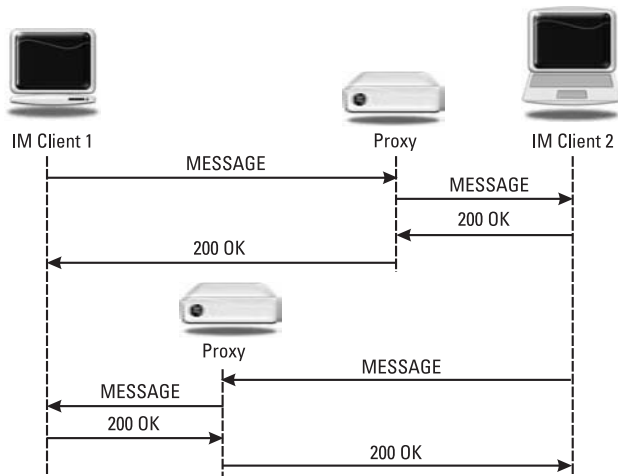 IM Client 1
Proxy
IM Client 2
MESSAGE
MESSAGE
200 OK
200 OK
Proxy
MESSAGE
MESSAGE
200 OK
200 OK